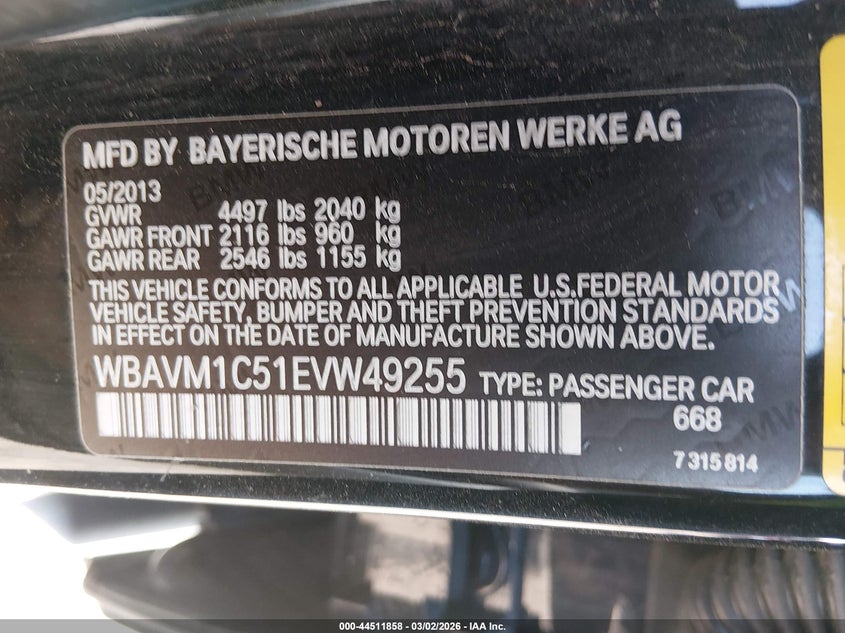 MFD BY BAYERISCHE MOTOREN WERKE AG
05/2013
GVWR 4497 lbs 2040 kg
GAWR FRONT 2116 lbs 960 kg
GAWR REAR 2546 lbs 1155 kg
THIS VEHICLE CONFORMS TO ALL APPLICABLE U.S.FEDERAL MOTOR
VEHICLE SAFETY, BUMPER AND THEFT PREVENTION STANDARDS
IN EFFECT ON THE DATE OF MANUFACTURE SHOWN ABOVE.
WBAVM1C51EVW49255 TYPE: PASSENGER CAR
668
7 315 814
000-44511858 - 03/02/2026 - IAA Inc.